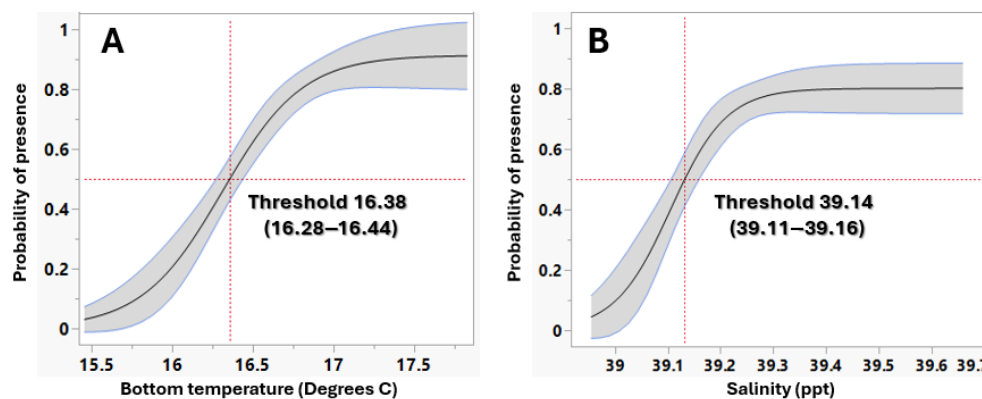 A
Probability of presence
1
0.8
0.6
0.4
0.2
0
Threshold 16.38
(16.28–16.44)
15.5 16 16.5 17 17.5
Bottom temperature (Degrees C)
B
Probability of presence
1
0.8
0.6
0.4
0.2
0
Threshold 39.14
(39.11–39.16)
39 39.1 39.2 39.3 39.4 39.5 39.6
Salinity (ppt)